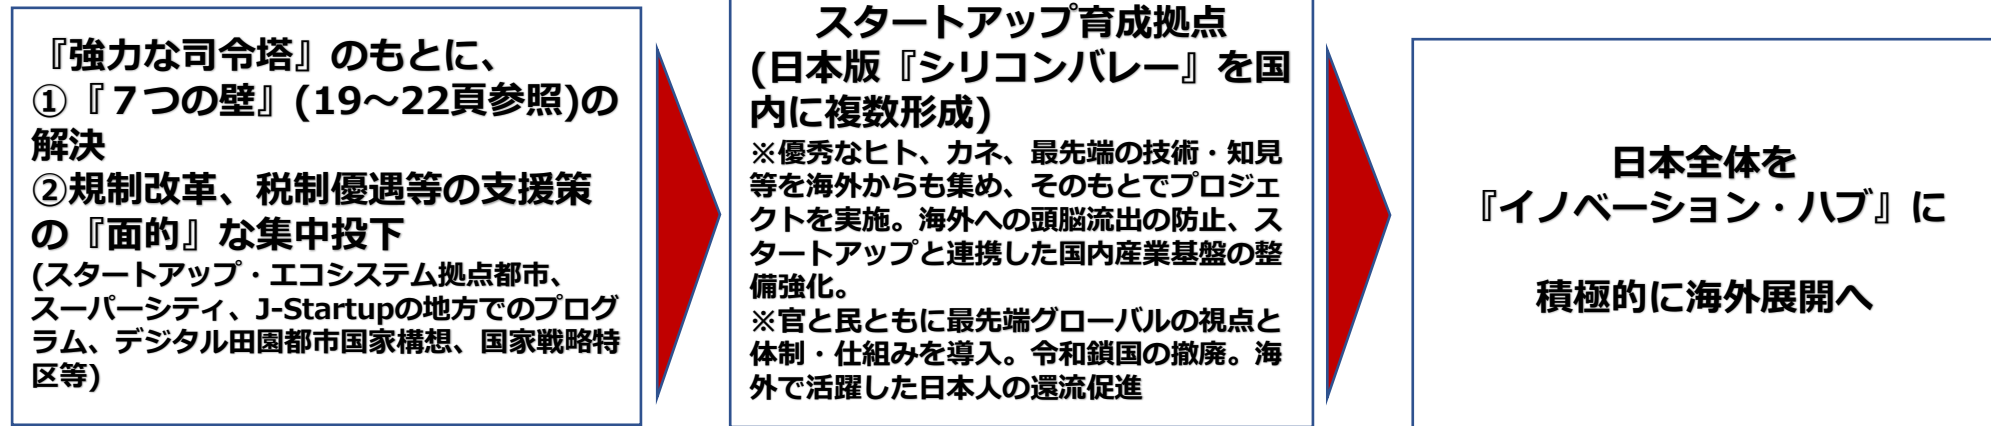 『強力な司令塔』のもとに、
①『７つの壁』(19～22頁参照)の
解決
②規制改革、税制優遇等の支援策
の『面的』な集中投下
(スタートアップ・エコシステム拠点都市、
スーパーシティ、J-Startupの地方でのプログ
ラム、デジタル田園都市国家構想、国家戦略特
区等)
スタートアップ育成拠点
(日本版『シリコンバレー』を国
内に複数形成)
※優秀なヒト、カネ、最先端の技術・知見
等を海外からも集め、そのもとでプロジェ
クトを実施。海外への頭脳流出の防止、ス
タートアップと連携した国内産業基盤の整
備強化。
※官と民ともに最先端グローバルの視点と
体制・仕組みを導入。令和鎖国の撤廃。海
外で活躍した日本人の還流促進
日本全体を
『イノベーション・ハブ』に
積極的に海外展開へ